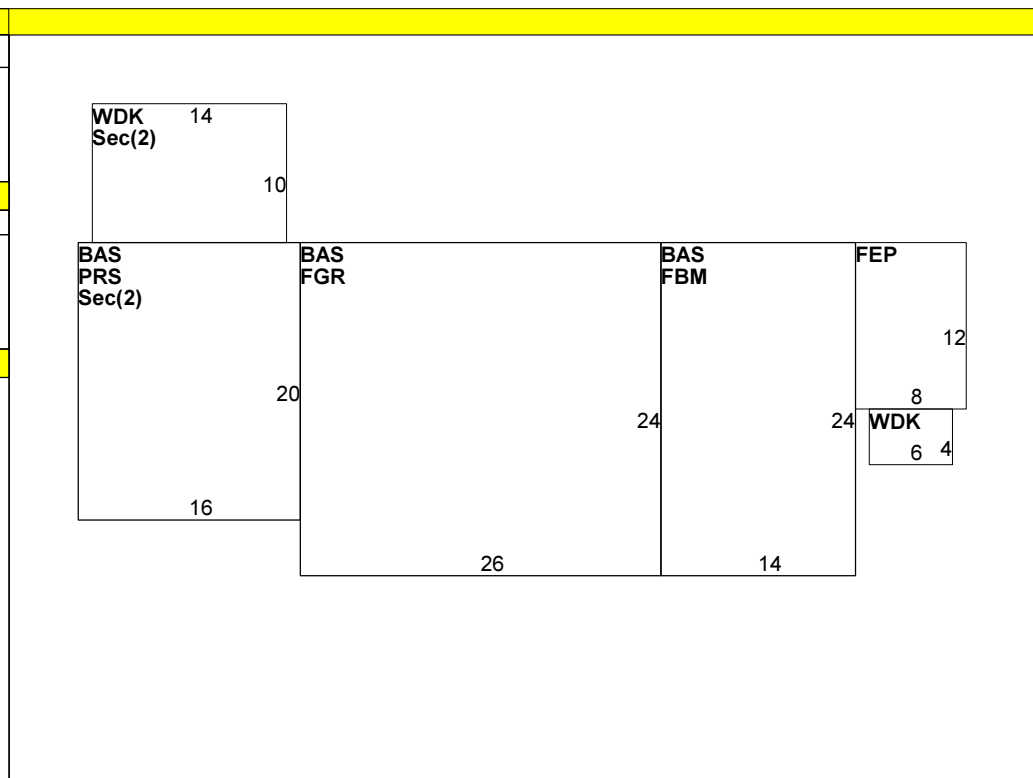 WDK 14
Sec(2)
10
BAS
PRS
Sec(2)
20
16
BAS
FGR
24
26
BAS
FBM
24
14
FEP
12
8
WDK
6 4